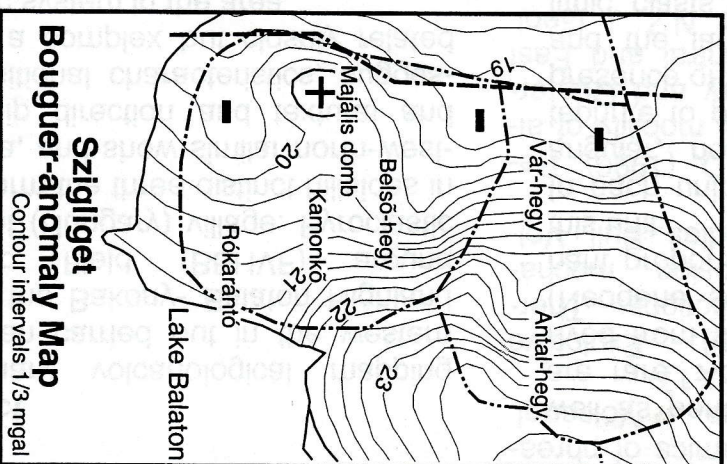 19
Vár-hegy
Antal-hegy
Belső-hegy
Majális domb
Kamonkő
Rókarántó
20
21
22
23
Lake Balaton
Szigliget
Bouguer-anomaly Map
Contour intervals 1/3 mgal